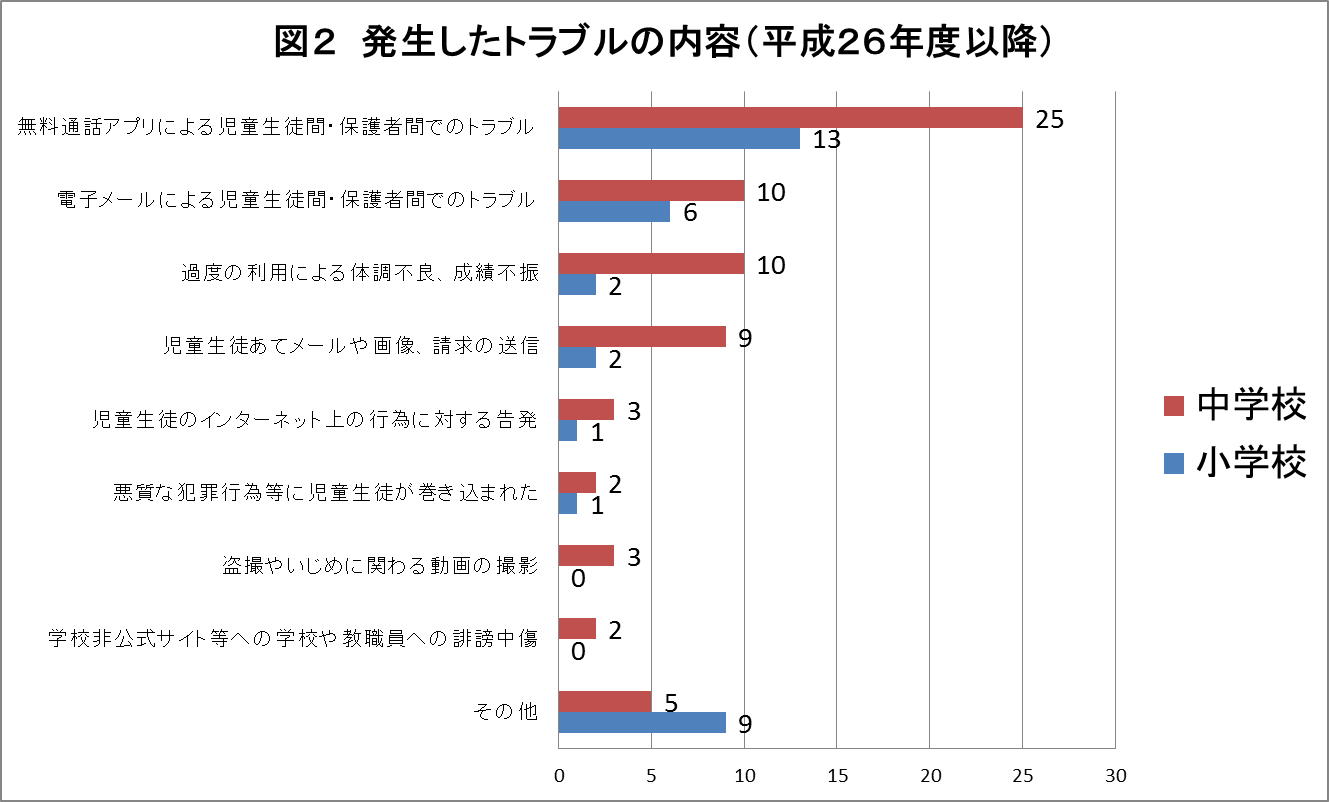 図2 発生したトラブルの内容(平成26年度以降)
無料通話アプリによる児童生徒間・保護者間でのトラブル
25
13
電子メールによる児童生徒間・保護者間でのトラブル
10
6
過度の利用による体調不良、成績不振
10
2
児童生徒あてメールや画像、請求の送信
9
2
児童生徒のインターネット上の行為に対する告発
3
1
悪質な犯罪行為等に児童生徒が巻き込まれた
2
1
盗撮やいじめに関わる動画の撮影
3
0
学校非公式サイト等への学校や教職員への誹謗中傷
2
0
その他
5
9
0 5 10 15 20 25 30
中学校
小学校